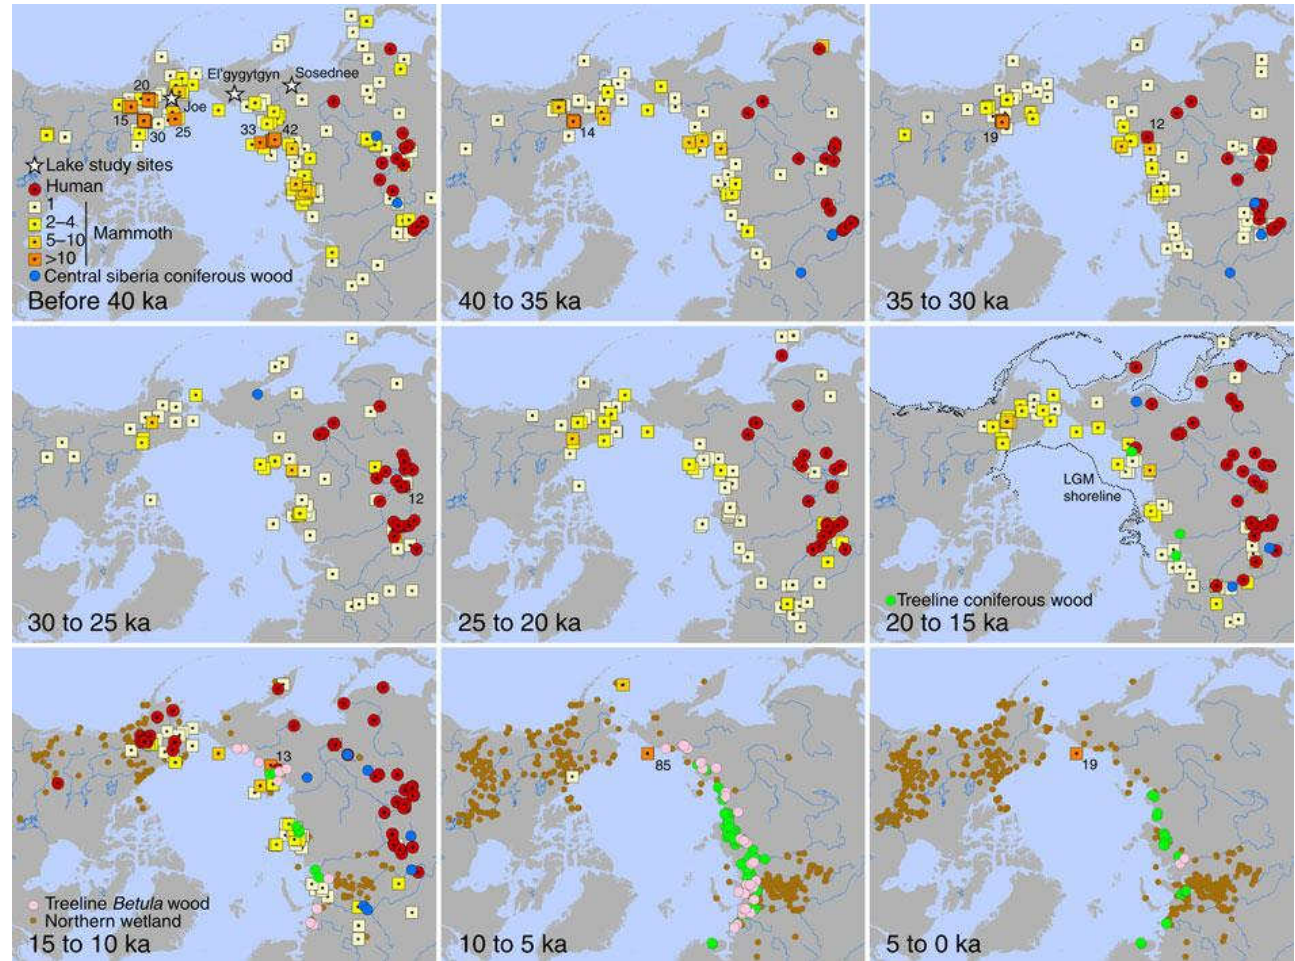 El'gygytgyn
Sosednee
20
Joe
15
30
25
33
42
Lake study sites
Human
1
2–4
5–10
>10
Mammoth
Central siberia coniferous wood
Before 40 ka
14
40 to 35 ka
12
19
35 to 30 ka
12
30 to 25 ka
25 to 20 ka
LGM
shoreline
Treeline coniferous wood
20 to 15 ka
13
Treeline Betula wood
Northern wetland
15 to 10 ka
85
10 to 5 ka
19
5 to 0 ka